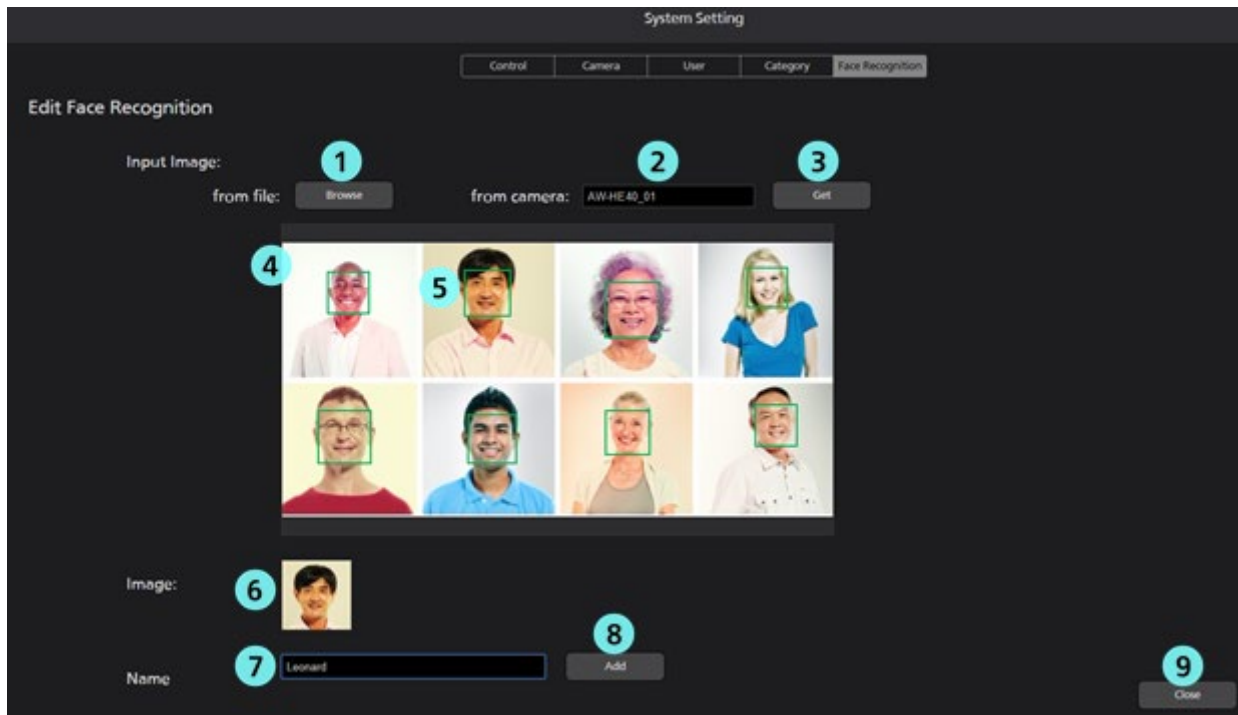 System Setting
Control Camera User Category Face Recognition
Edit Face Recognition
1 2 3
Input Image:
from file: Browse from camera: AW-HE40_01 Get
4 5
Image: 6
8
7 Leonard Add 9
Name
Close